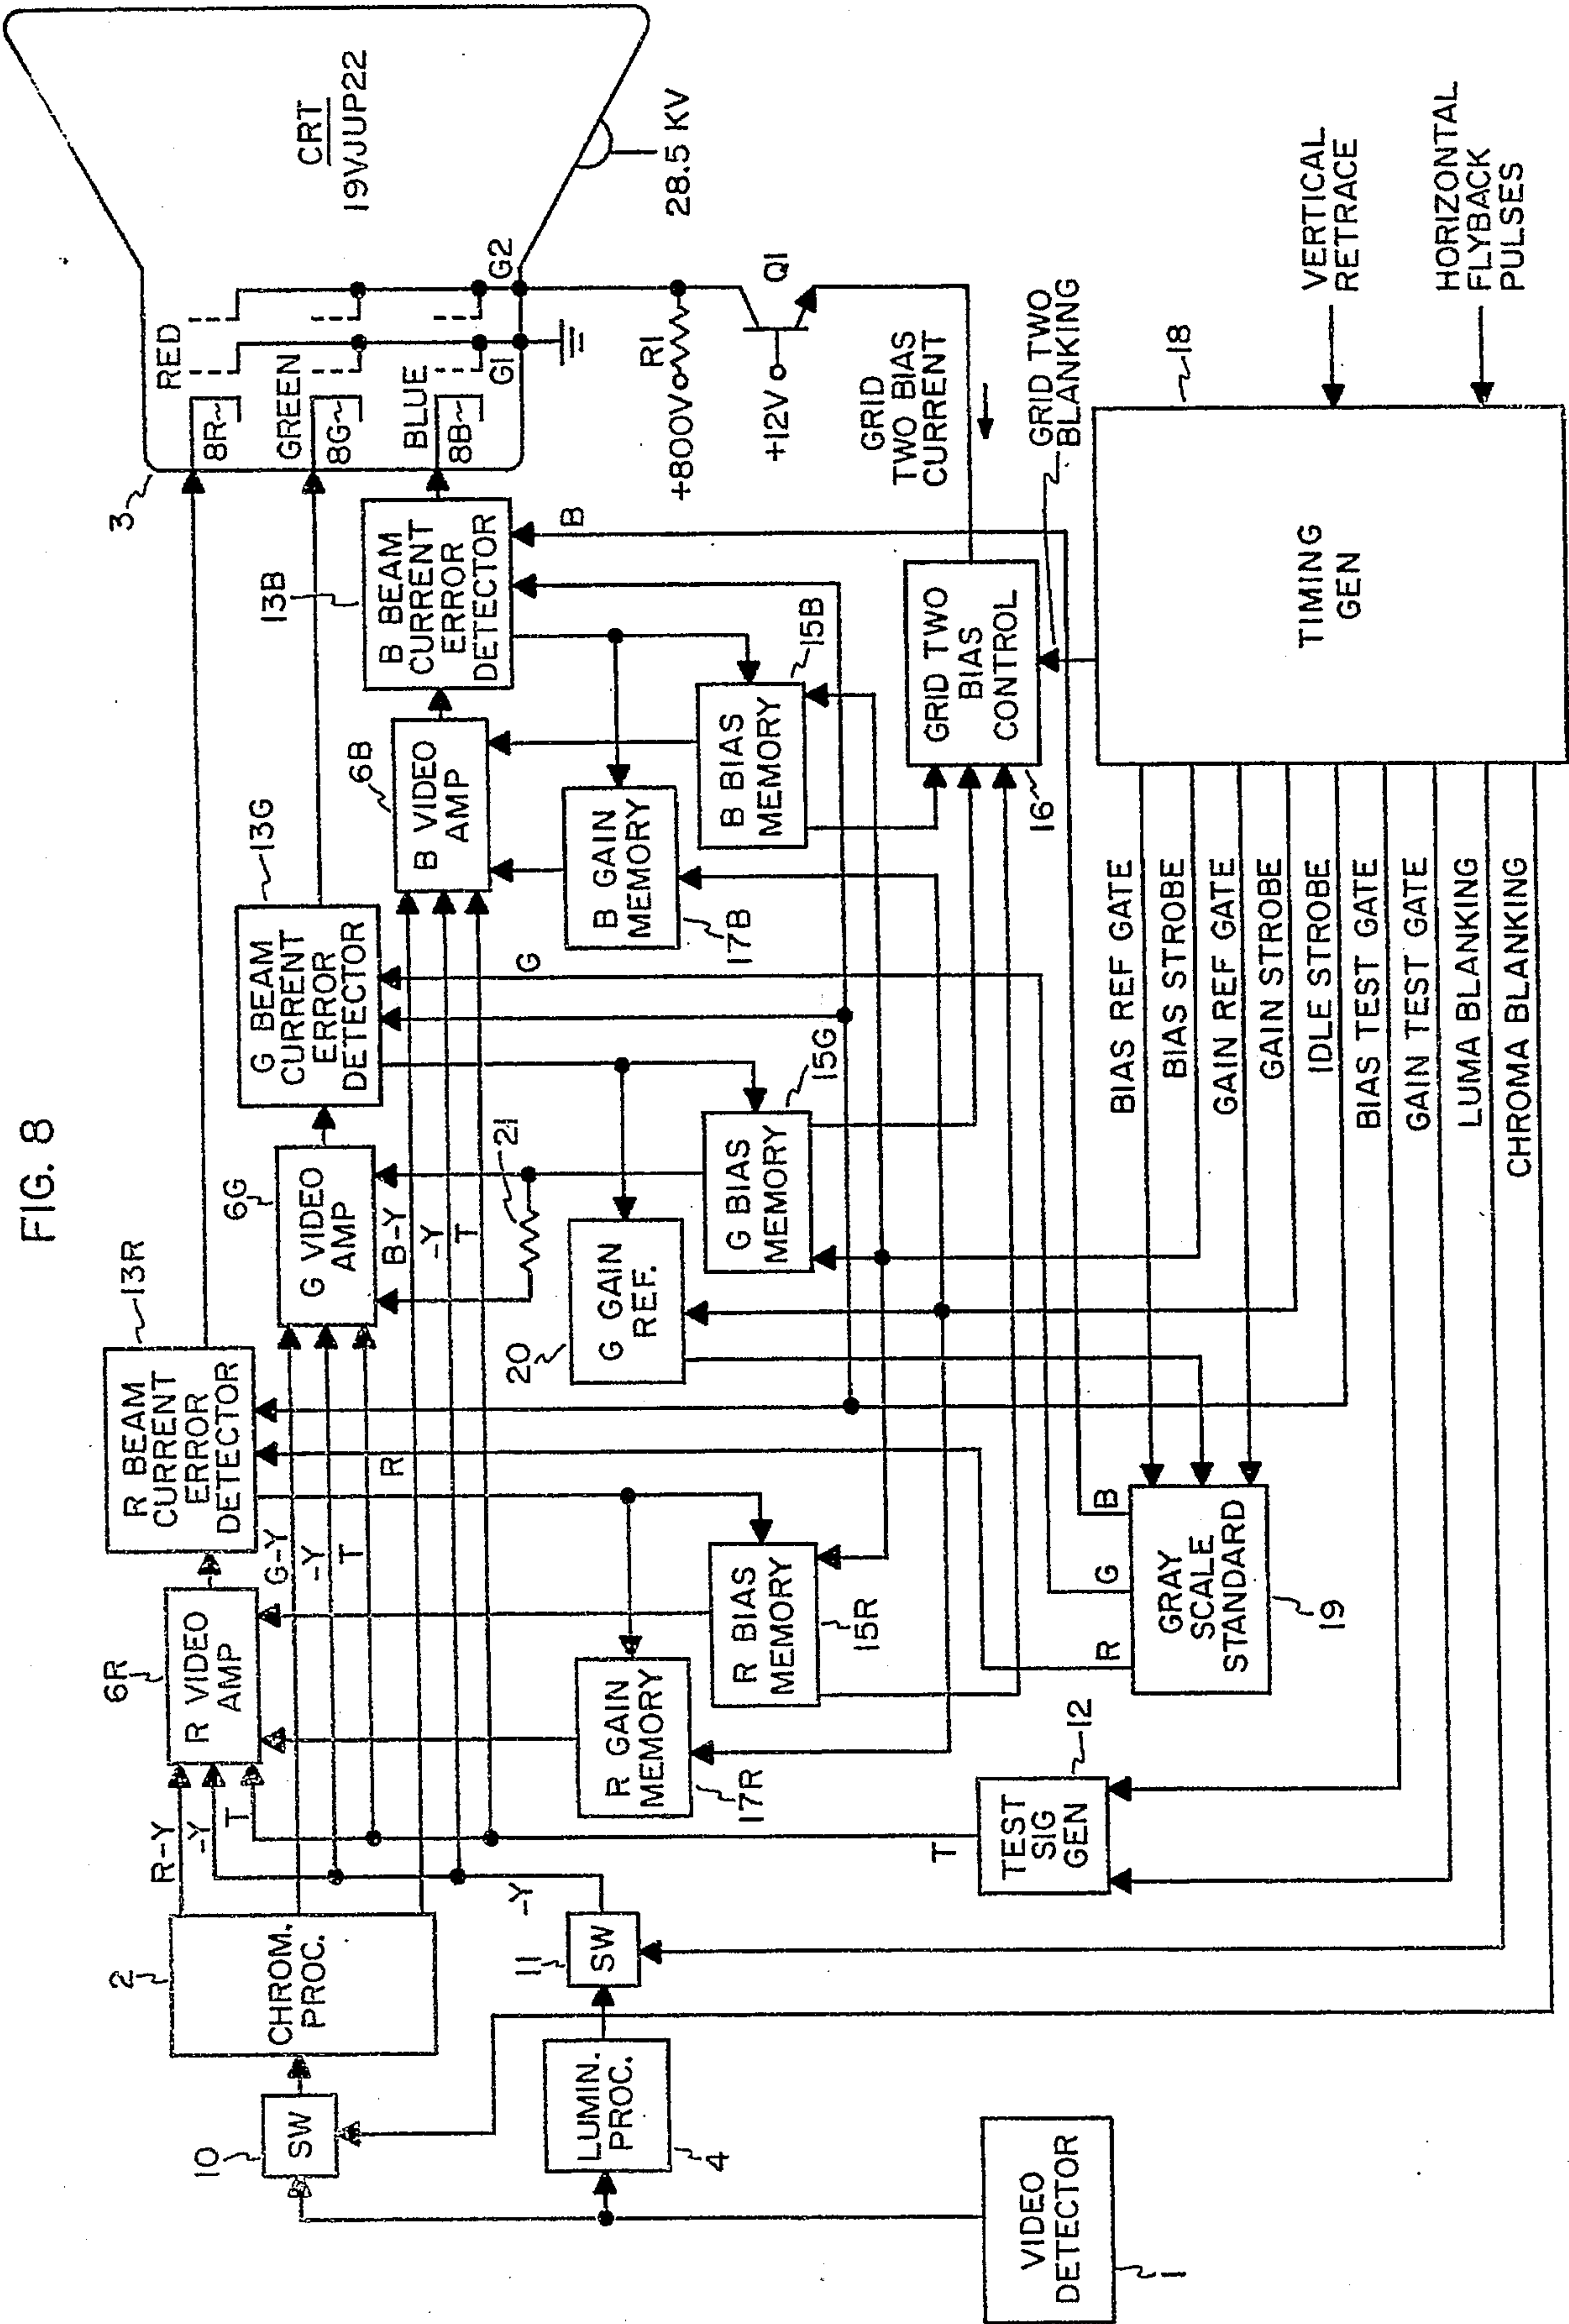 FIG. 8
CRT
19VJUP22
28.5 KV
3
RED
8R
GREEN
8G
BLUE
8B
G1
G2
R1
+800V
+12V
Q1
GRID
TWO BIAS
CURRENT
GRID TWO
BLANKING
VERTICAL
RETRACE
HORIZONTAL
FLYBACK
PULSES
18
TIMING
GEN
13R
R BEAM
CURRENT
ERROR
DETECTOR
13G
G BEAM
CURRENT
ERROR
DETECTOR
13B
B BEAM
CURRENT
ERROR
DETECTOR
6R
R VIDEO
AMP
6G
G VIDEO
AMP
6B
B VIDEO
AMP
R-Y
-Y
T
G-Y
-Y
T
B-Y
-Y
T
R
G
B
2
CHROM.
PROC.
10
SW
11
SW
-Y
LUMIN.
PROC.
4
VIDEO
DETECTOR
1
R GAIN
MEMORY
17R
R BIAS
MEMORY
15R
20
G GAIN
REF.
21
G BIAS
MEMORY
15G
B GAIN
MEMORY
17B
B BIAS
MEMORY
15B
GRID TWO
BIAS
CONTROL
16
T
TEST
SIG
GEN
12
R
G
B
GRAY
SCALE
STANDARD
19
BIAS REF GATE
BIAS STROBE
GAIN REF GATE
GAIN STROBE
IDLE STROBE
BIAS TEST GATE
GAIN TEST GATE
LUMA BLANKING
CHROMA BLANKING